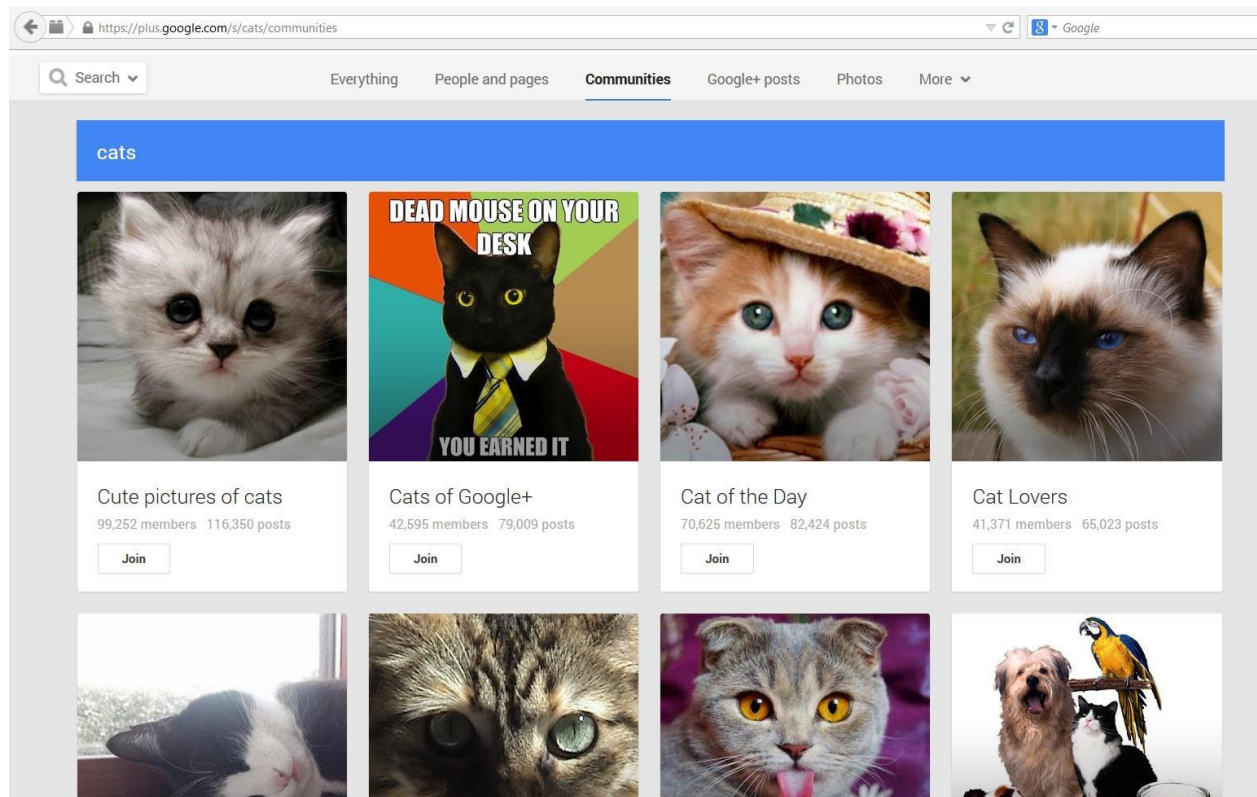 https://plus.google.com/s/cats/communities
Google
Search
Everything People and pages Communities Google+ posts Photos More
cats
DEAD MOUSE ON YOUR
DESK
YOU EARNED IT
Cute pictures of cats
99,252 members 116,350 posts
Join
Cats of Google+
42,595 members 79,009 posts
Join
Cat of the Day
70,625 members 82,424 posts
Join
Cat Lovers
41,371 members 65,023 posts
Join